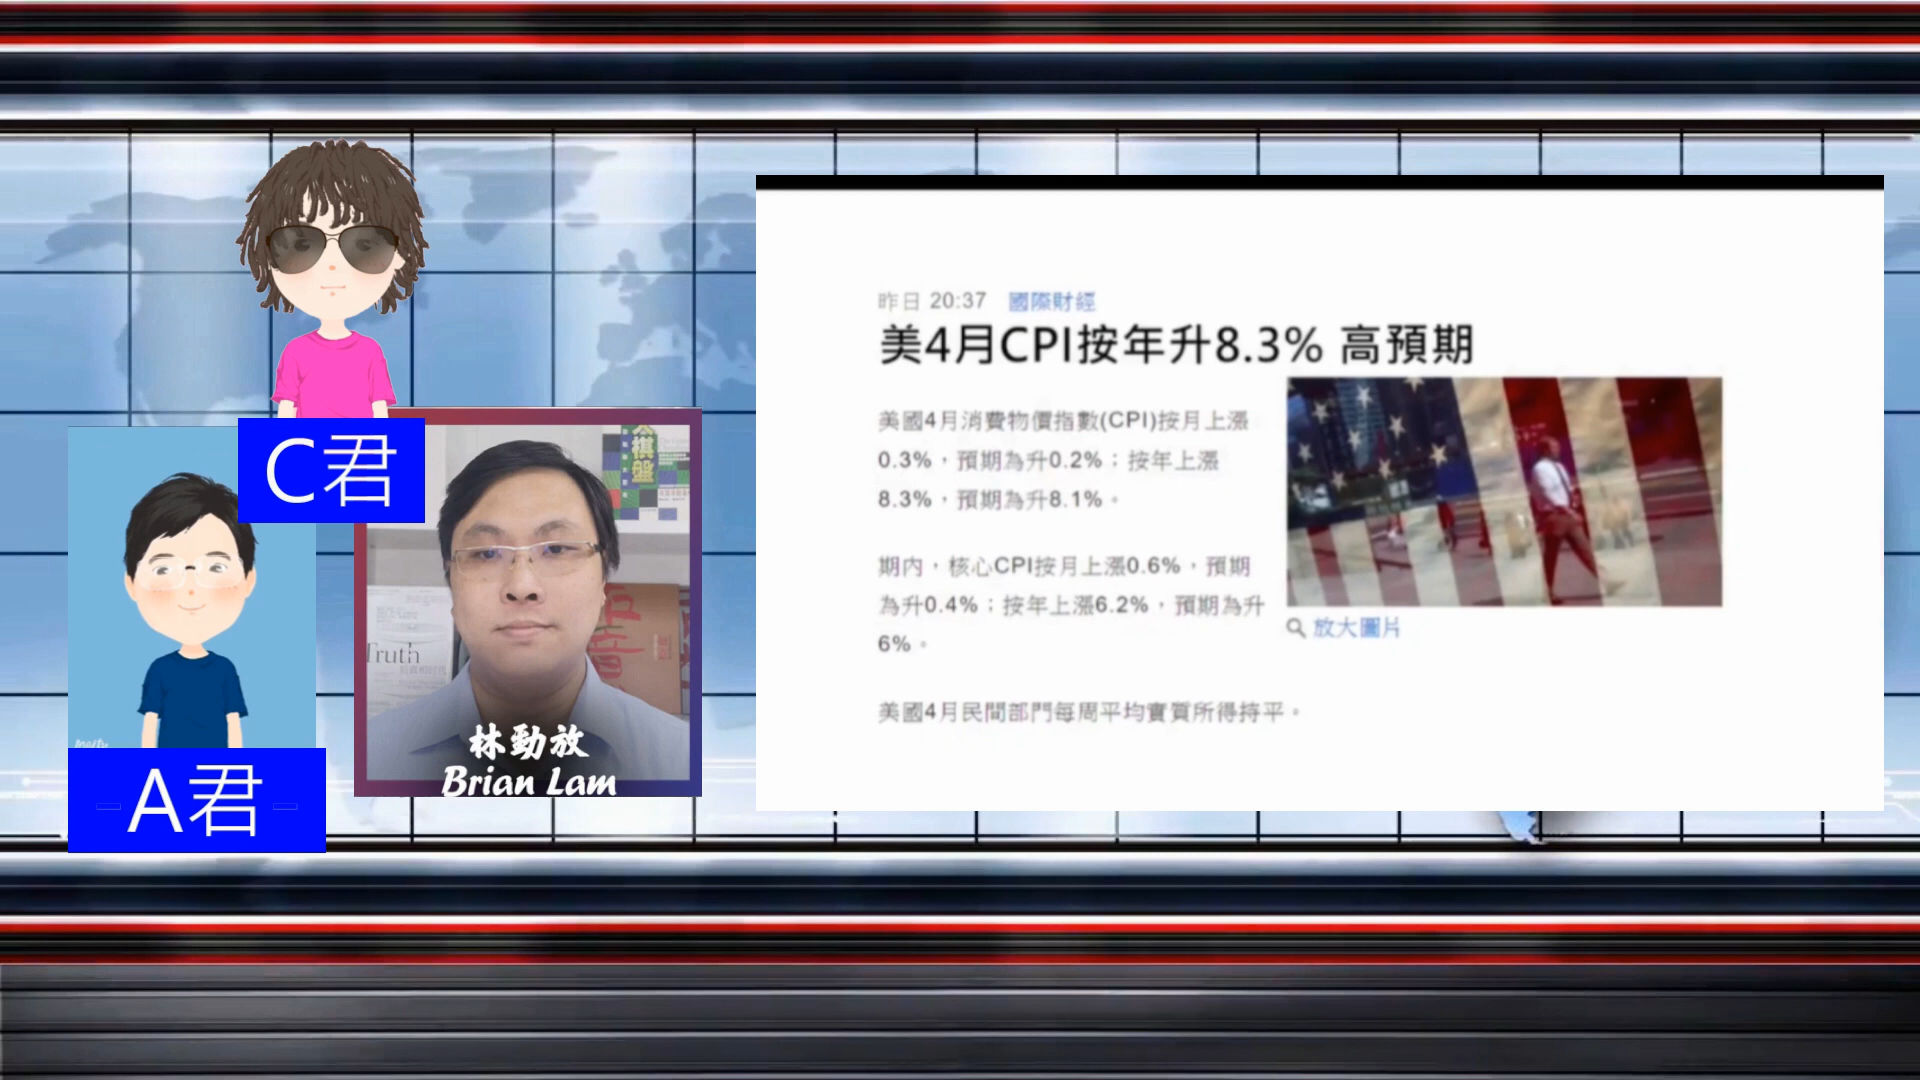 C君
A君
Truth
林勁放
Brian Lam
昨日 20:37 國際財經
美4月CPI按年升8.3% 高預期
美國4月消費物價指數(CPI)按月上漲
0.3%，預期為升0.2%；按年上漲
8.3%，預期為升8.1%。
期內，核心CPI按月上漲0.6%，預期
為升0.4%；按年上漲6.2%，預期為升
6%。
放大圖片
美國4月民間部門每周平均實質所得持平。